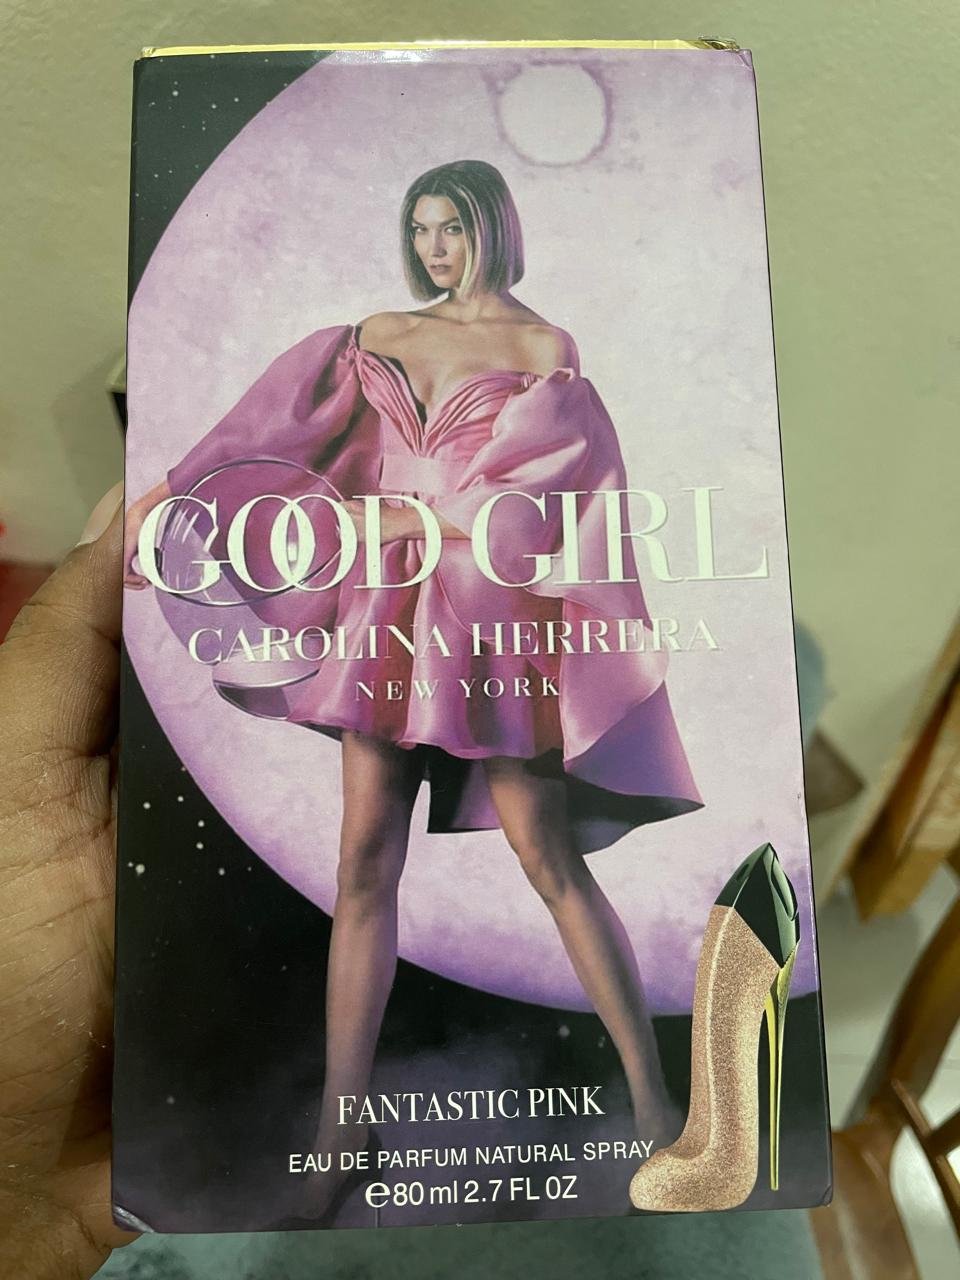 GOOD GIRL
CAROLINA HERRERA
NEW YORK
FANTASTIC PINK
EAU DE PARFUM NATURAL SPRAY
℮80 ml 2.7 FL OZ